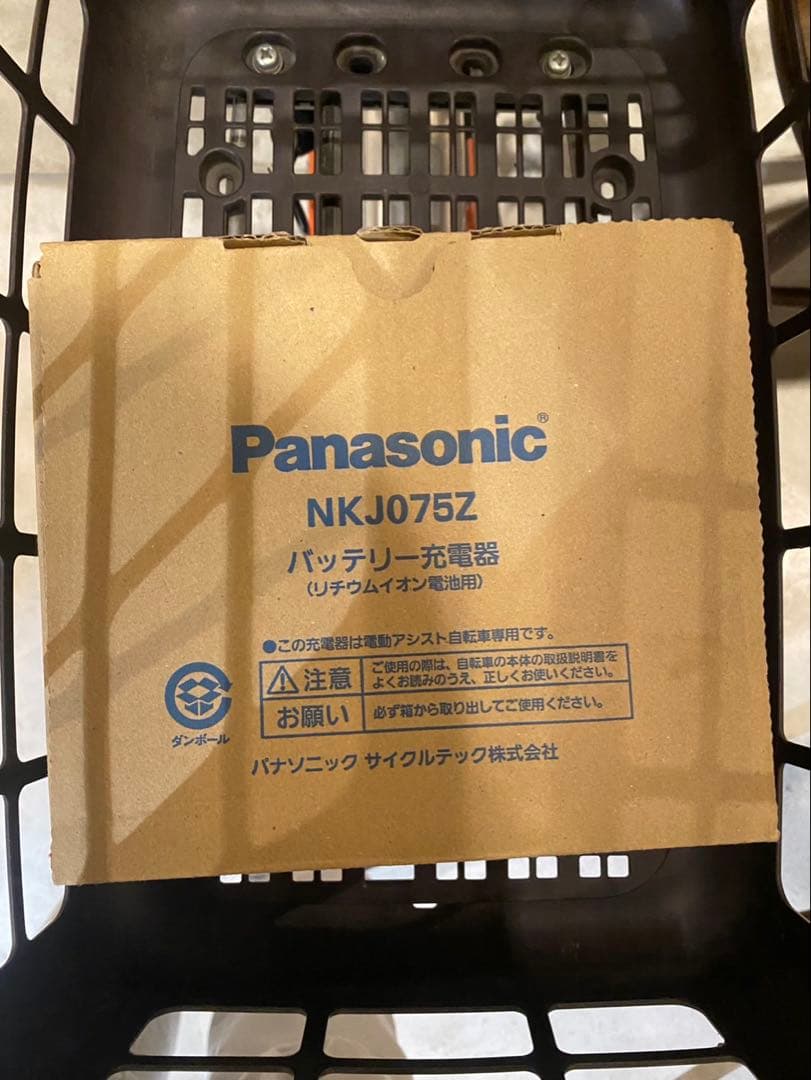 Panasonic®
NKJ075Z
バッテリー充電器
(リチウムイオン電池用)
●この充電器は電動アシスト自転車専用です。
注意
ご使用の際は、自転車の本体の取扱説明書を
よくお読みのうえ、正しくお使いください。
お願い
必ず箱から取り出してご使用ください。
ダンボール
パナソニック サイクルテック株式会社